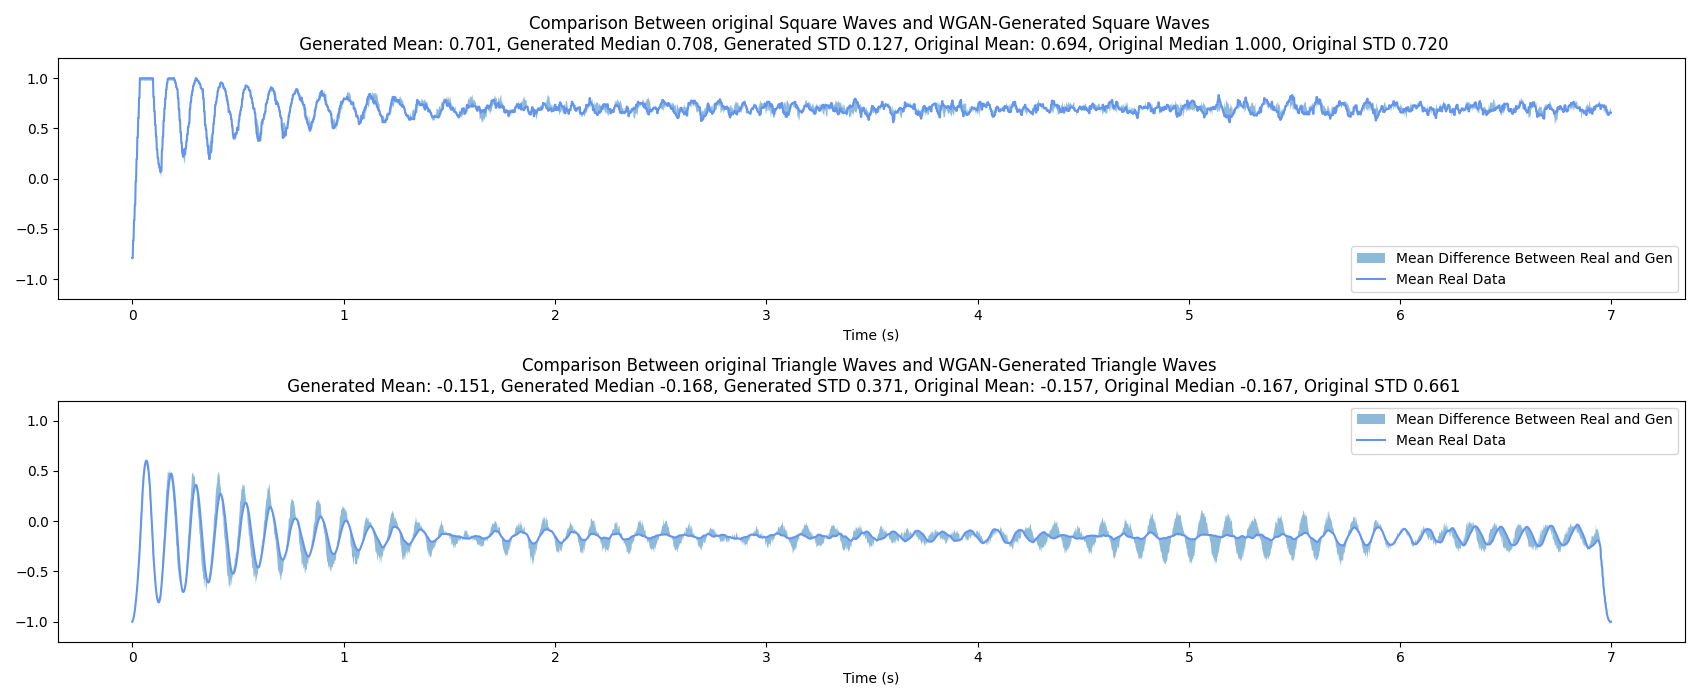 Comparison Between original Square Waves and WGAN-Generated Square Waves
Generated Mean: 0.701, Generated Median 0.708, Generated STD 0.127, Original Mean: 0.694, Original Median 1.000, Original STD 0.720
1.0
0.5
0.0
−0.5
−1.0
Mean Difference Between Real and Gen
Mean Real Data
0 1 2 3 4 5 6 7
Time (s)
Comparison Between original Triangle Waves and WGAN-Generated Triangle Waves
Generated Mean: -0.151, Generated Median -0.168, Generated STD 0.371, Original Mean: -0.157, Original Median -0.167, Original STD 0.661
Mean Difference Between Real and Gen
Mean Real Data
1.0
0.5
0.0
−0.5
−1.0
0 1 2 3 4 5 6 7
Time (s)